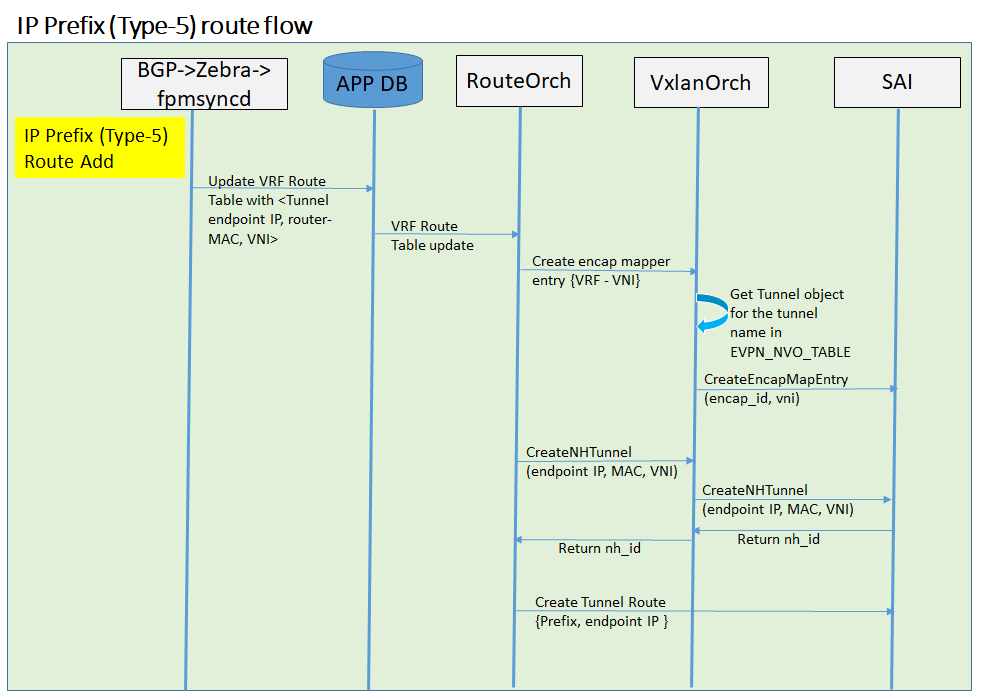 IP Prefix (Type-5) route flow
BGP->Zebra->
fpmsyncd
APP DB
RouteOrch
VxlanOrch
SAI
IP Prefix (Type-5)
Route Add
Update VRF Route
Table with <Tunnel
endpoint IP, router-
MAC, VNI>
VRF Route
Table update
Create encap mapper
entry {VRF - VNI}
Get Tunnel object
for the tunnel
name in
EVPN_NVO_TABLE
CreateEncapMapEntry
(encap_id, vni)
CreateNHTunnel
(endpoint IP, MAC, VNI)
CreateNHTunnel
(endpoint IP, MAC, VNI)
Return nh_id
Return nh_id
Create Tunnel Route
{Prefix, endpoint IP }